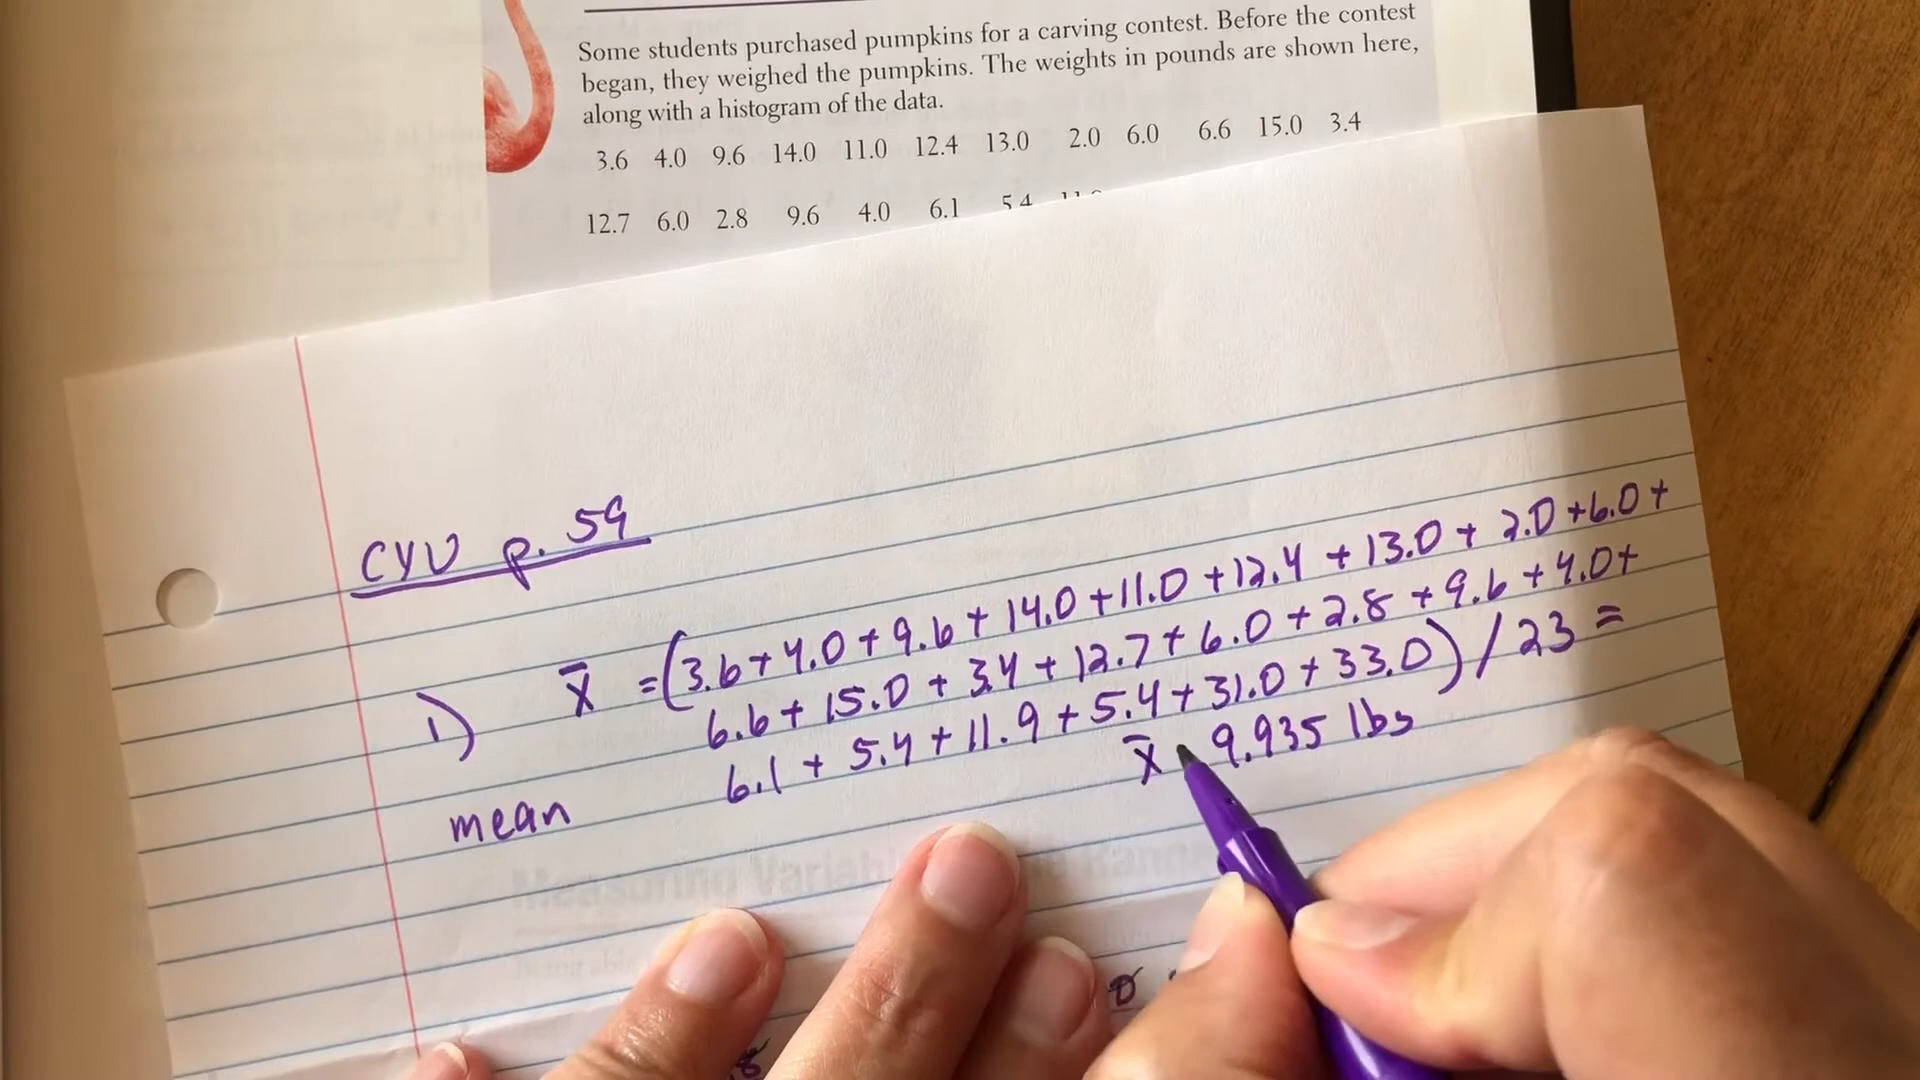 Some students purchased pumpkins for a carving contest. Before the contest
began, they weighed the pumpkins. The weights in pounds are shown here,
along with a histogram of the data.
3.6 4.0 9.6 14.0 11.0 12.4 13.0 2.0 6.0 6.6 15.0 3.4
12.7 6.0 2.8 9.6 4.0 6.1 5.4
CYU p. 59
1) x̄ = (3.6 + 4.0 + 9.6 + 14.0 + 11.0 + 12.4 + 13.0 + 2.0 + 6.0 +
6.6 + 15.0 + 3.4 + 12.7 + 6.0 + 2.8 + 9.6 + 4.0 +
6.1 + 5.4 + 11.9 + 5.4 + 31.0 + 33.0) / 23 =
mean x̄ 9.935 lbs